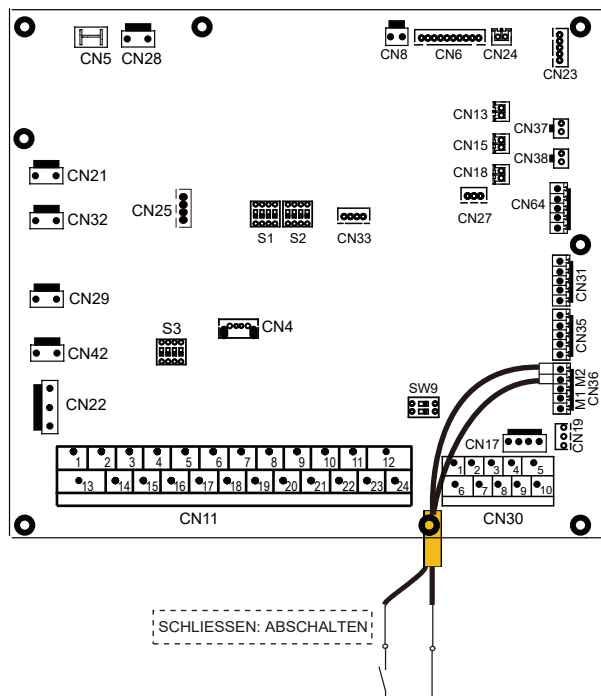 CN5
CN28
CN8
CN6
CN24
CN23
CN13
CN37
CN15
CN38
CN18
CN21
CN32
CN25
S1
S2
CN33
CN27
CN64
CN31
CN29
CN4
S3
CN35
CN42
CN22
M1 M2
CN36
SW9
CN17
CN19
1 2 3 4 5 6 7 8 9 10 11 12
13 14 15 16 17 18 19 20 21 22 23 24
CN11
1 2 3 4 5
6 7 8 9 10
CN30
SCHLIESSEN: ABSCHALTEN